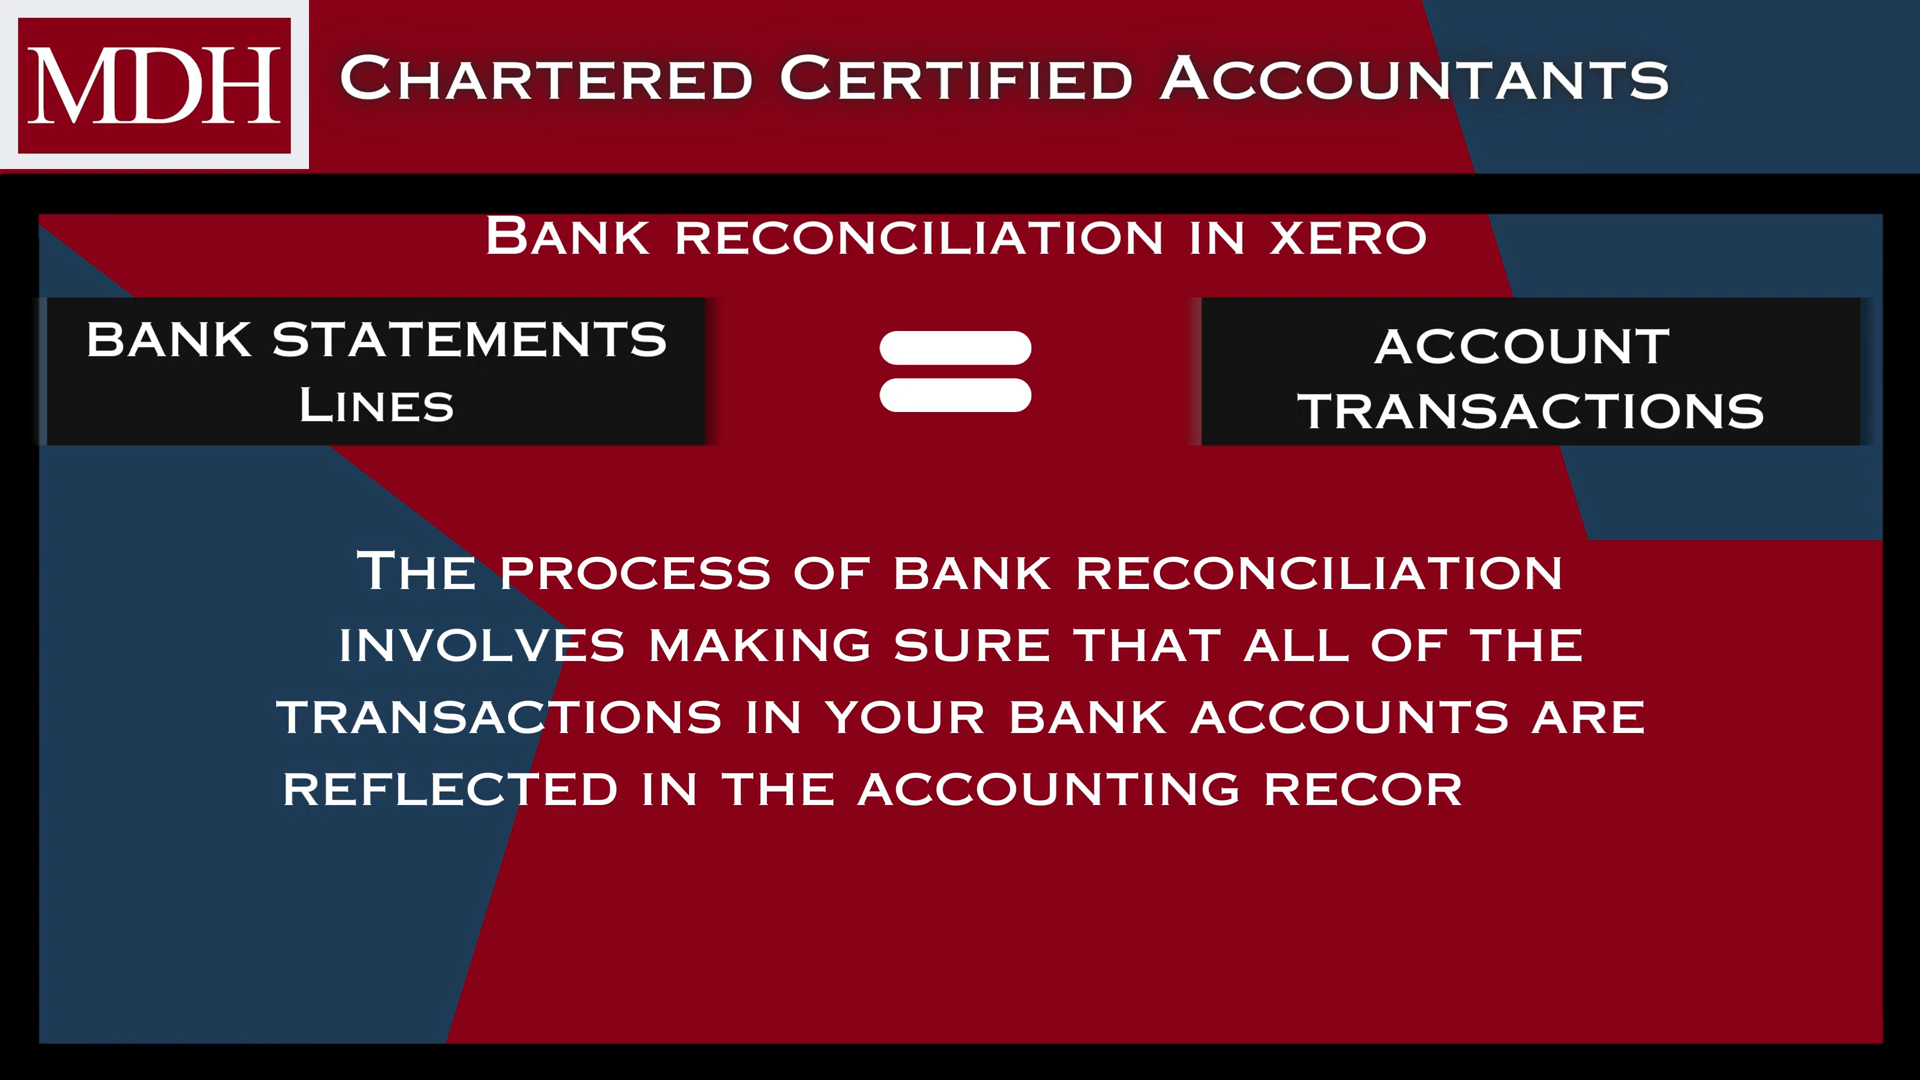 MDH
Chartered Certified Accountants
Bank reconciliation in xero
BANK STATEMENTS
Lines
ACCOUNT
TRANSACTIONS
The process of bank reconciliation
involves making sure that all of the
transactions in your bank accounts are
reflected in the accounting recor